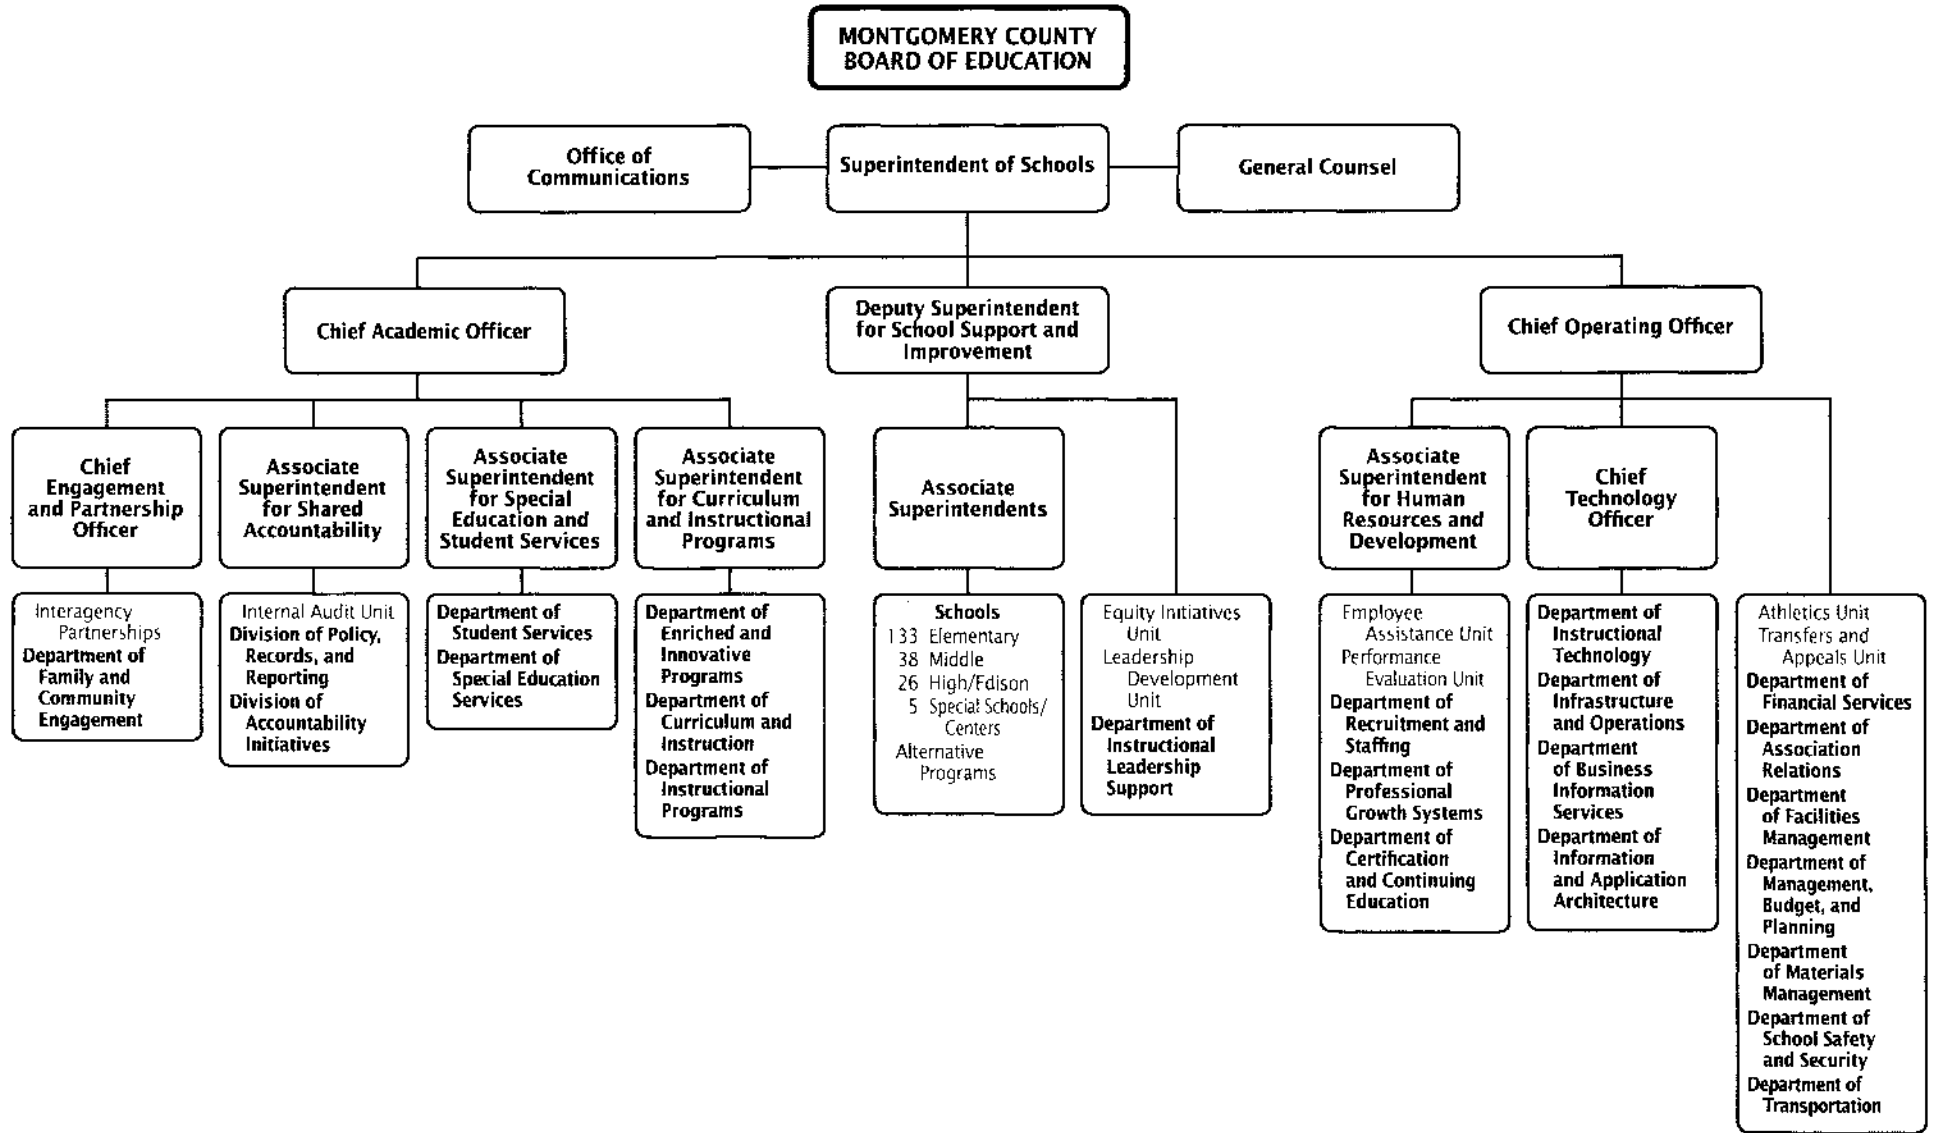 MONTGOMERY COUNTY
BOARD OF EDUCATION
Office of
Communications
Superintendent of Schools
General Counsel
Chief Academic Officer
Deputy Superintendent
for School Support and
Improvement
Chief Operating Officer
Chief
Engagement
and Partnership
Officer
Associate
Superintendent
for Shared
Accountability
Associate
Superintendent
for Special
Education and
Student Services
Associate
Superintendent
for Curriculum
and Instructional
Programs
Associate
Superintendents
Associate
Superintendent
for Human
Resources and
Development
Chief
Technology
Officer
Interagency
Partnerships
Department of
Family and
Community
Engagement
Internal Audit Unit
Division of Policy,
Records, and
Reporting
Division of
Accountability
Initiatives
Department of
Student Services
Department of
Special Education
Services
Department of
Enriched and
Innovative
Programs
Department of
Curriculum and
Instruction
Department of
Instructional
Programs
Schools
133 Elementary
38 Middle
26 High/Edison
5 Special Schools/
Centers
Alternative
Programs
Equity Initiatives
Unit
Leadership
Development
Unit
Department of
Instructional
Leadership
Support
Employee
Assistance Unit
Performance
Evaluation Unit
Department of
Recruitment and
Staffing
Department of
Professional
Growth Systems
Department of
Certification
and Continuing
Education
Department of
Instructional
Technology
Department of
Infrastructure
and Operations
Department
of Business
Information
Services
Department of
Information
and Application
Architecture
Athletics Unit
Transfers and
Appeals Unit
Department of
Financial Services
Department of
Association
Relations
Department
of Facilities
Management
Department of
Management,
Budget, and
Planning
Department
of Materials
Management
Department of
School Safety
and Security
Department of
Transportation